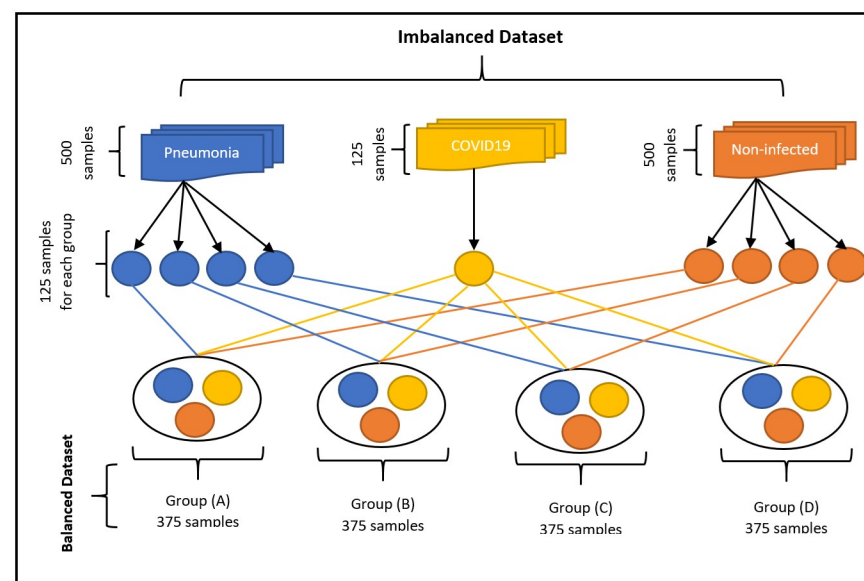 Imbalanced Dataset
500
samples
Pneumonia
125
samples
COVID19
500
samples
Non-infected
125 samples
for each group
Balanced Dataset
Group (A)
375 samples
Group (B)
375 samples
Group (C)
375 samples
Group (D)
375 samples